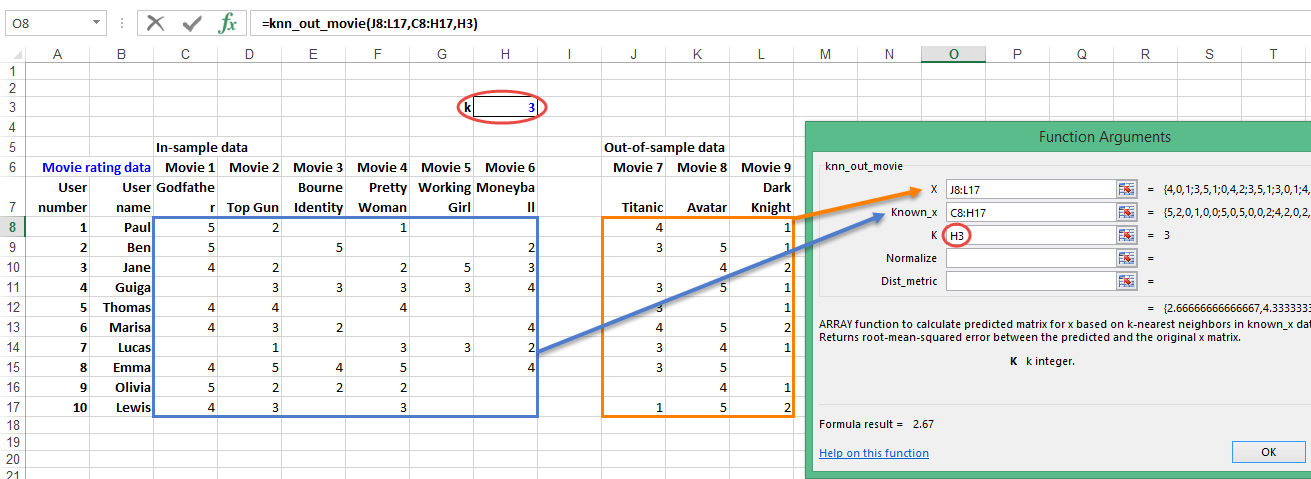 O8 fx =knn_out_movie(J8:L17,C8:H17,H3)
A B C D E F G H I J K L M N O P Q R S T
1
2
3 k 3
4
5 In-sample data Out-of-sample data
6 Movie rating data Movie 1 Movie 2 Movie 3 Movie 4 Movie 5 Movie 6 Movie 7 Movie 8 Movie 9
User User Godfathe Bourne Pretty Working Moneyba Dark
7 number name r Top Gun Identity Woman Girl ll Titanic Avatar Knight
8 1 Paul 5 2 1 4 1
9 2 Ben 5 5 2 3 5 1
10 3 Jane 4 2 2 5 3 4 2
11 4 Guiga 3 3 3 3 4 3 5 1
12 5 Thomas 4 4 4 3 1
13 6 Marisa 4 3 2 4 4 5 2
14 7 Lucas 1 3 3 2 3 4 1
15 8 Emma 4 5 4 5 4 3 5
16 9 Olivia 5 2 2 2 4 1
17 10 Lewis 4 3 3 1 5 2
18
19
20
21
Function Arguments
knn_out_movie
X J8:L17 = {4,0,1;3,5,1;0,4,2;3,5,1;3,0,1;4,
Known_x C8:H17 = {5,2,0,1,0,0;5,0,5,0,0,2;4,2,0,2,
K H3 = 3
Normalize =
Dist_metric =
= {2.66666666666667,4.3333333
ARRAY function to calculate predicted matrix for x based on k-nearest neighbors in known_x dat
Returns root-mean-squared error between the predicted and the original x matrix.
K k integer.
Formula result = 2.67
Help on this function
OK